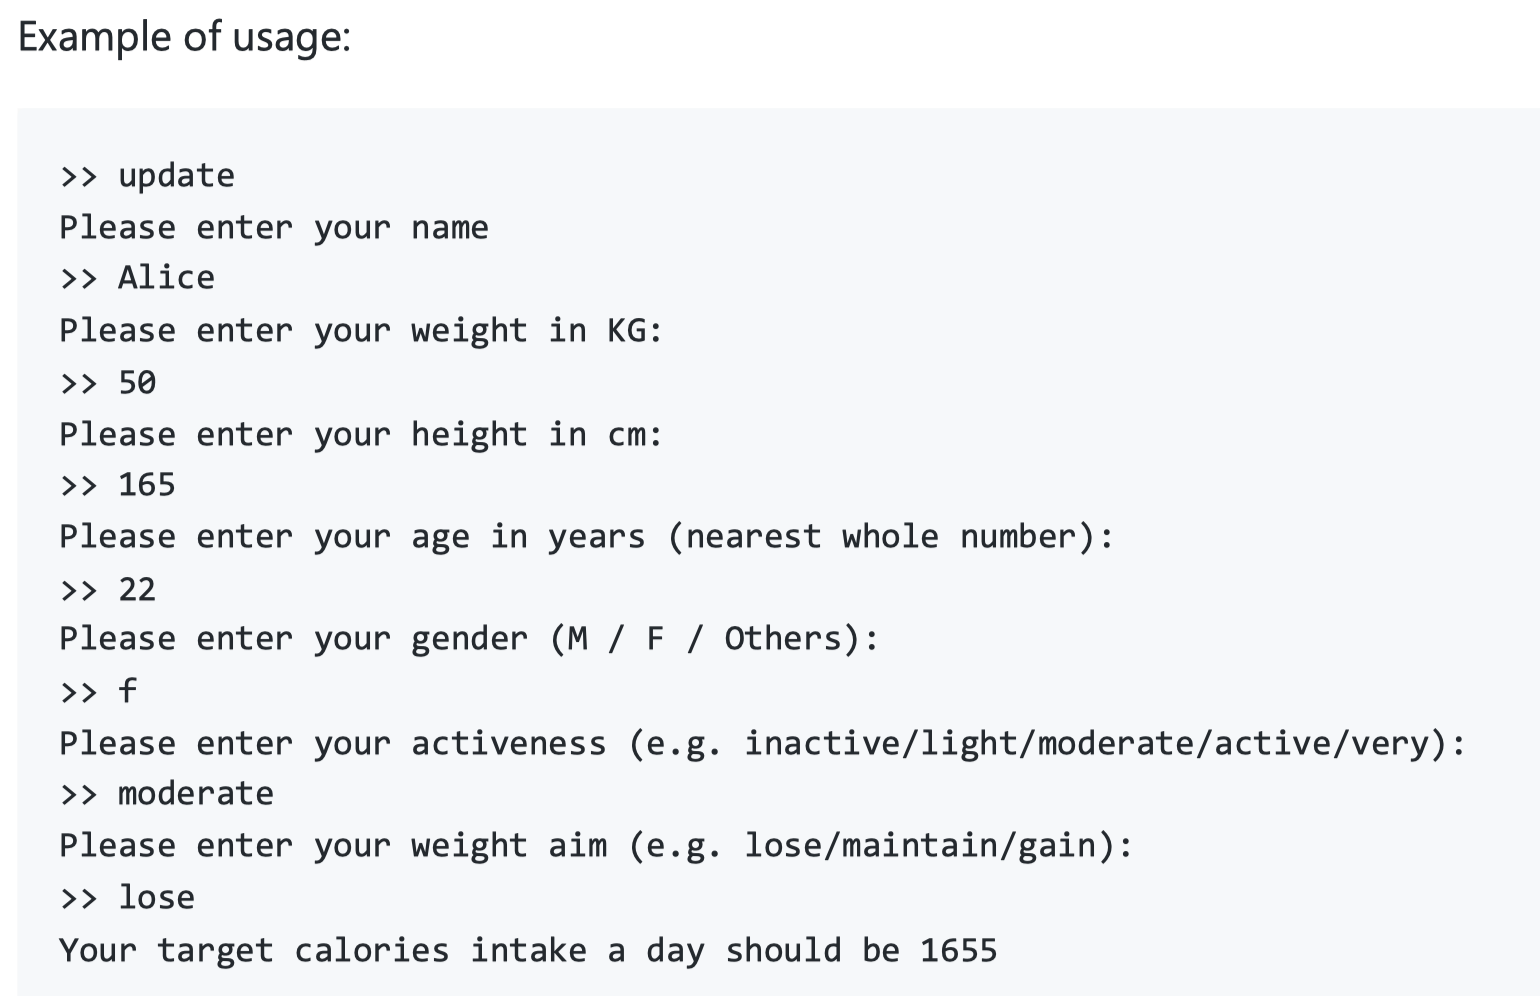 Example of usage:
>> update
Please enter your name
>> Alice
Please enter your weight in KG:
>> 50
Please enter your height in cm:
>> 165
Please enter your age in years (nearest whole number):
>> 22
Please enter your gender (M / F / Others):
>> f
Please enter your activeness (e.g. inactive/light/moderate/active/very):
>> moderate
Please enter your weight aim (e.g. lose/maintain/gain):
>> lose
Your target calories intake a day should be 1655